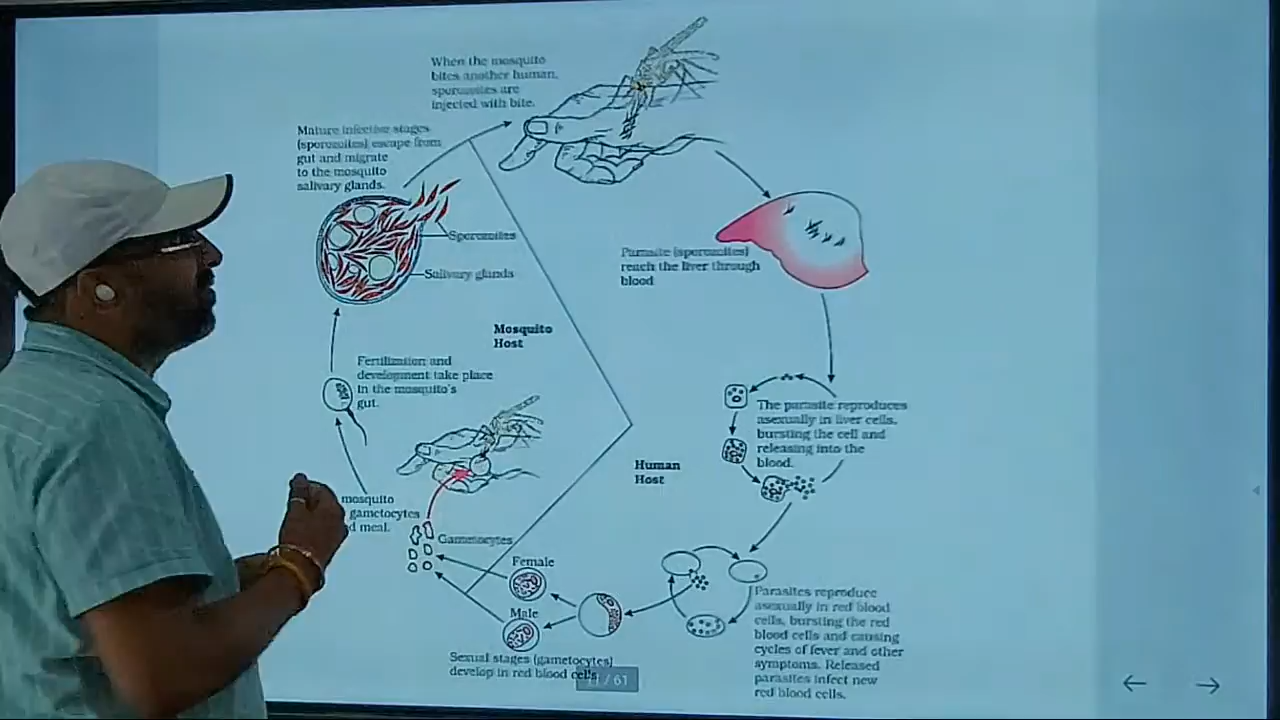 When the mosquito
bites another human,
sporozoites are
injected with bite.
Mature infective stages
(sporozoites) escape from
gut and migrate
to the mosquito
salivary glands.
Sporozoites
Salivary glands
Parasite (sporozoites)
reach the liver through
blood
Mosquito
Host
Fertilization and
development take place
in the mosquito's
gut.
The parasite reproduces
asexually in liver cells,
bursting the cell and
releasing into the
blood.
Human
Host
mosquito
gametocytes
d meal.
Gametocytes
Female
Male
Sexual stages (gametocytes)
develop in red blood cells
Parasites reproduce
asexually in red blood
cells, bursting the red
blood cells and causing
cycles of fever and other
symptoms. Released
parasites infect new
red blood cells.
/ 61